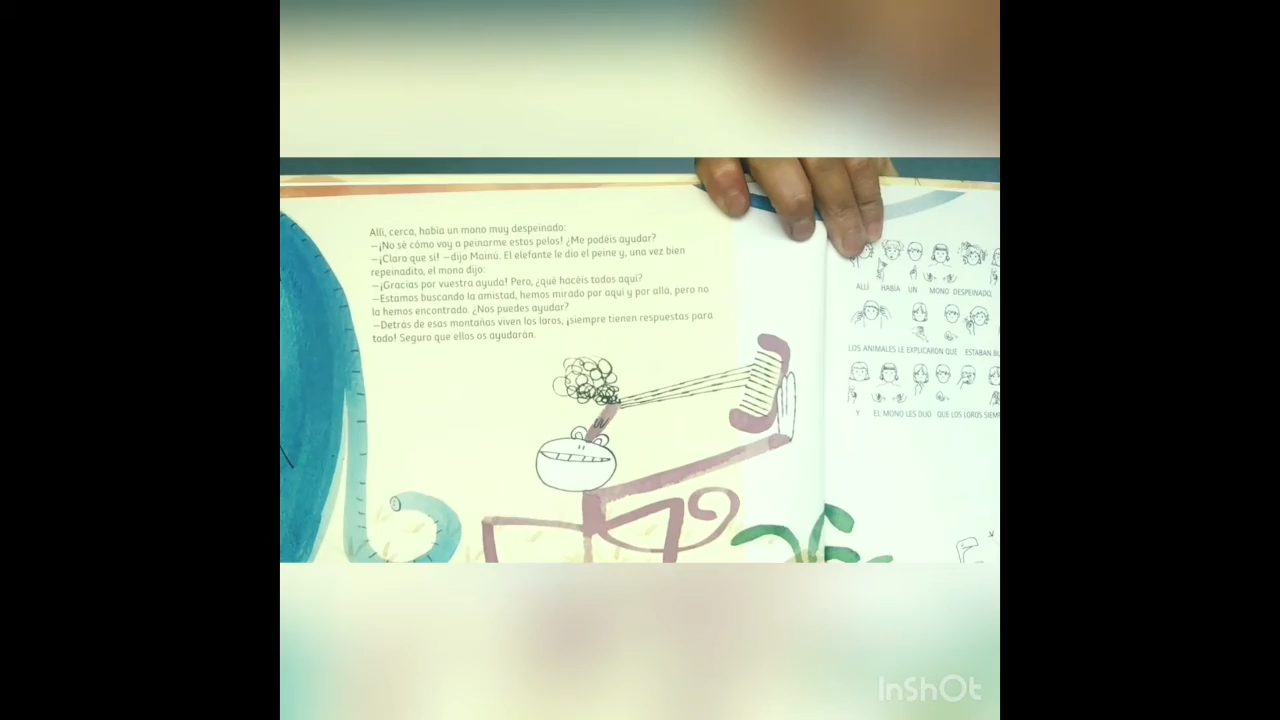 Allí, cerca, había un mono muy despeinado:
–¡No sé cómo voy a peinarme estos pelos! ¿Me podéis ayudar?
–¡Claro que sí! –dijo Mainú. El elefante le dio el peine y, una vez bien
repeinadito, el mono dijo:
–¡Gracias por vuestra ayuda! Pero, ¿qué hacéis todos aquí?
–Estamos buscando la amistad, hemos mirado por aquí y por allá, pero no
la hemos encontrado. ¿Nos puedes ayudar?
–Detrás de esas montañas viven los loros, ¡siempre tienen respuestas para
todo! Seguro que ellos os ayudarán.
ALLÍ HABÍA UN MONO DESPEINADO,
LOS ANIMALES LE EXPLICARON QUE ESTABAN
Y EL MONO LES DIJO QUE LOS LOROS
InShOt